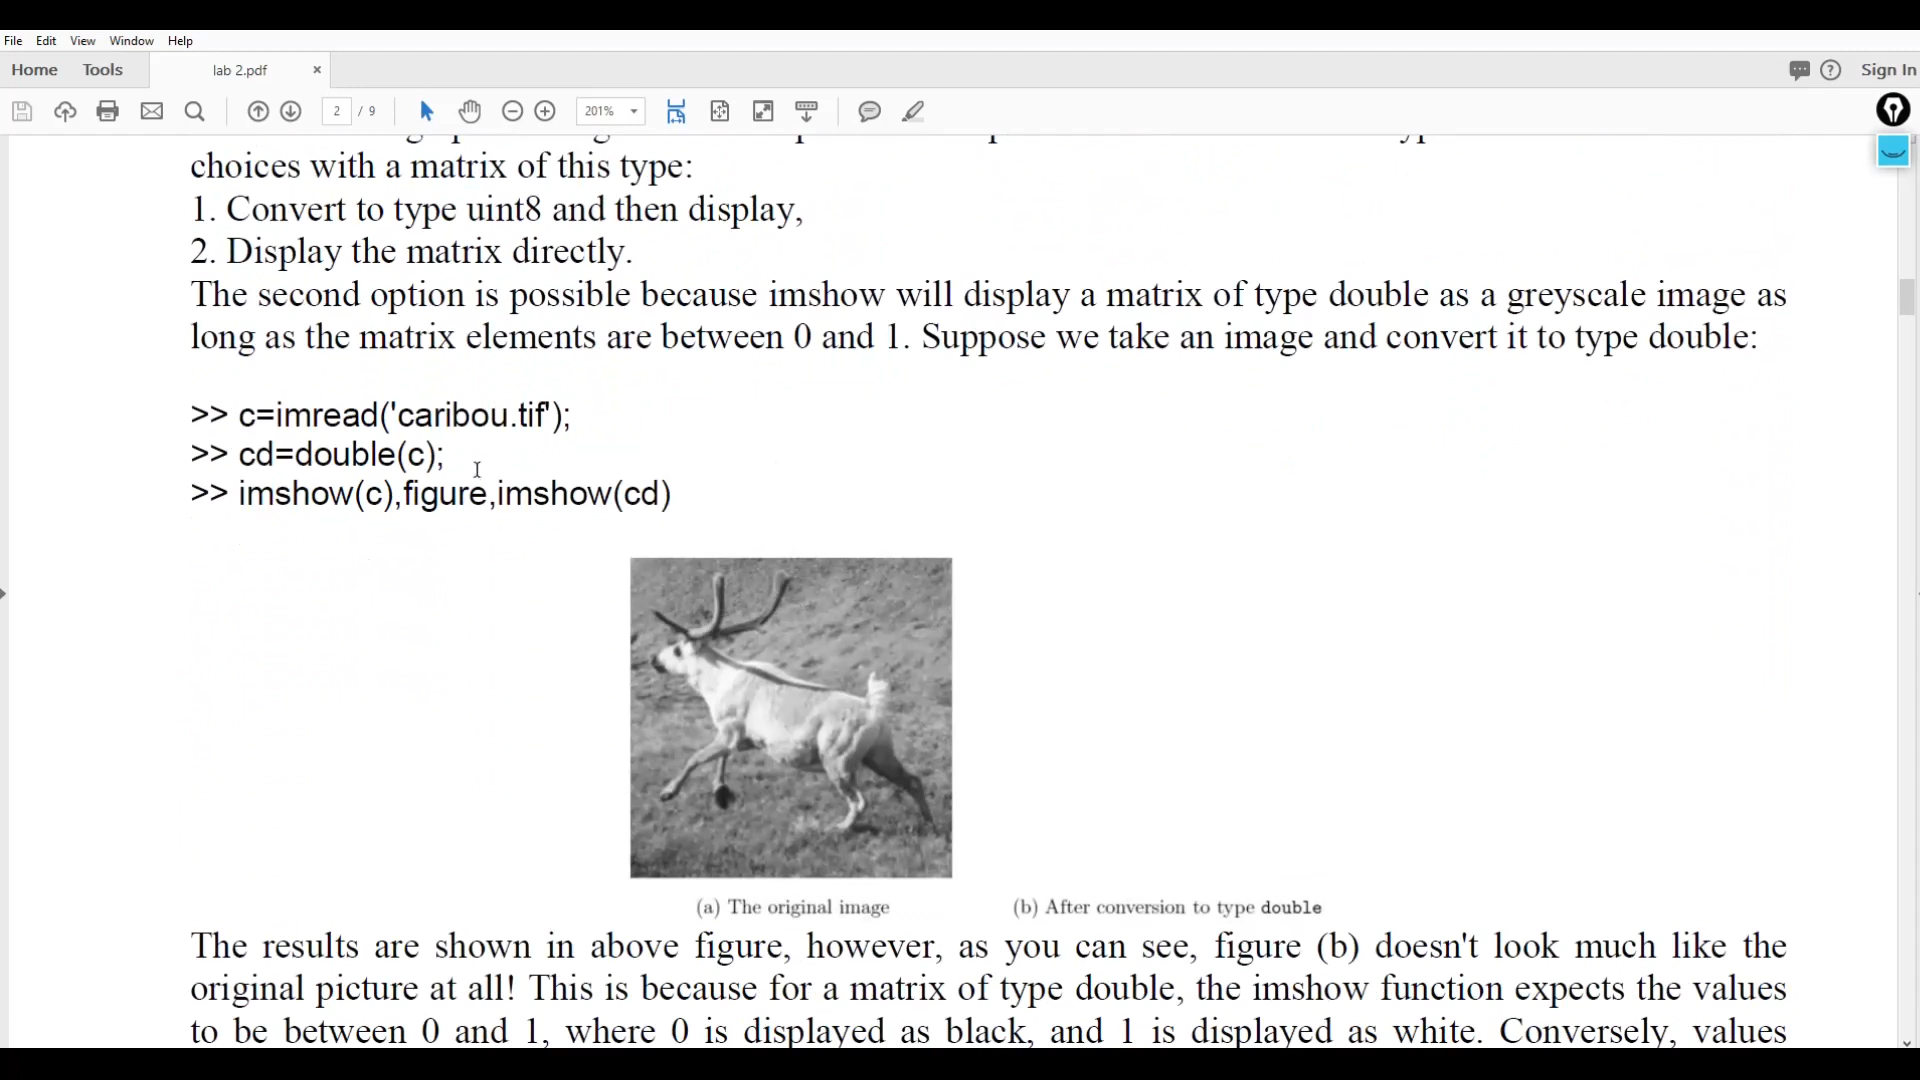 File Edit View Window Help
Home Tools lab 2.pdf × Sign In
2 / 9 201%
choices with a matrix of this type:
1. Convert to type uint8 and then display,
2. Display the matrix directly.
The second option is possible because imshow will display a matrix of type double as a greyscale image as
long as the matrix elements are between 0 and 1. Suppose we take an image and convert it to type double:
>> c=imread('caribou.tif');
>> cd=double(c);
>> imshow(c),figure,imshow(cd)
(a) The original image (b) After conversion to type double
The results are shown in above figure, however, as you can see, figure (b) doesn't look much like the
original picture at all! This is because for a matrix of type double, the imshow function expects the values
to be between 0 and 1, where 0 is displayed as black, and 1 is displayed as white. Conversely, values